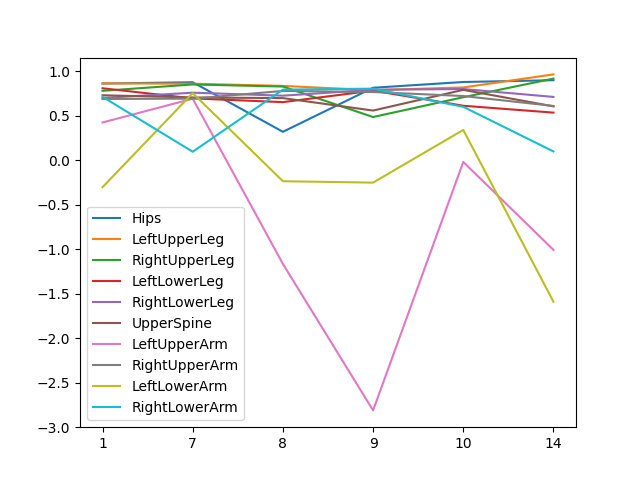 1.0
0.5
0.0
−0.5
−1.0
−1.5
−2.0
−2.5
−3.0
Hips
LeftUpperLeg
RightUpperLeg
LeftLowerLeg
RightLowerLeg
UpperSpine
LeftUpperArm
RightUpperArm
LeftLowerArm
RightLowerArm
1 7 8 9 10 14